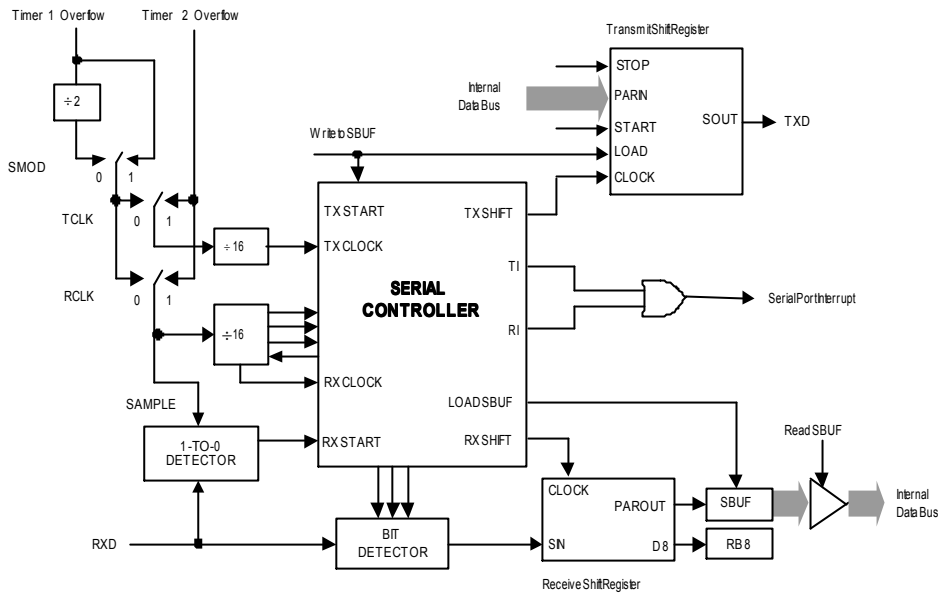 Timer 1 Overflow
Timer 2 Overflow
÷2
SMOD
0
1
TCLK
0
1
÷16
RCLK
0
1
÷16
SAMPLE
1-TO-0
DETECTOR
RXD
Write to SBUF
TX START
TX SHIFT
TX CLOCK
TI
SERIAL
CONTROLLER
RI
RX CLOCK
LOAD SBUF
RX START
RX SHIFT
BIT
DETECTOR
Transmit Shift Register
Internal
Data Bus
STOP
PARIN
START
LOAD
CLOCK
SOUT
TXD
Serial Port Interrupt
CLOCK
PAROUT
SIN
D8
Receive Shift Register
SBUF
RB8
Read SBUF
Internal
Data Bus